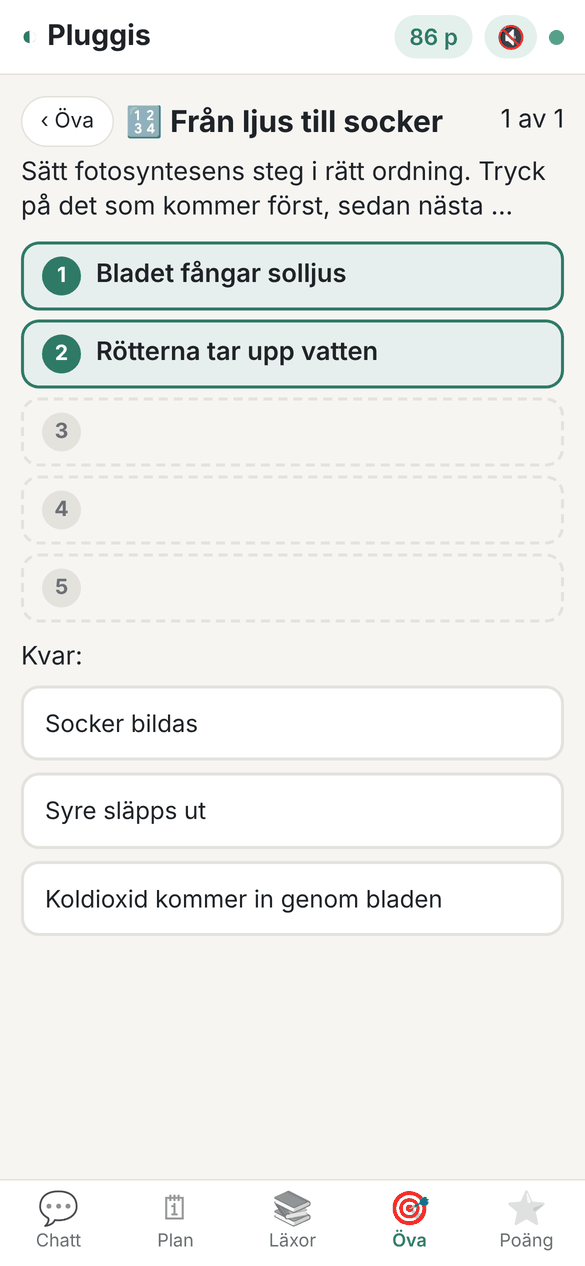 Pluggis
86 p
‹ Öva
Från ljus till socker
1 av 1
Sätt fotosyntesens steg i rätt ordning. Tryck
på det som kommer först, sedan nästa ...
1 Bladet fångar solljus
2 Rötterna tar upp vatten
3
4
5
Kvar:
Socker bildas
Syre släpps ut
Koldioxid kommer in genom bladen
Chatt
Plan
Läxor
Öva
Poäng